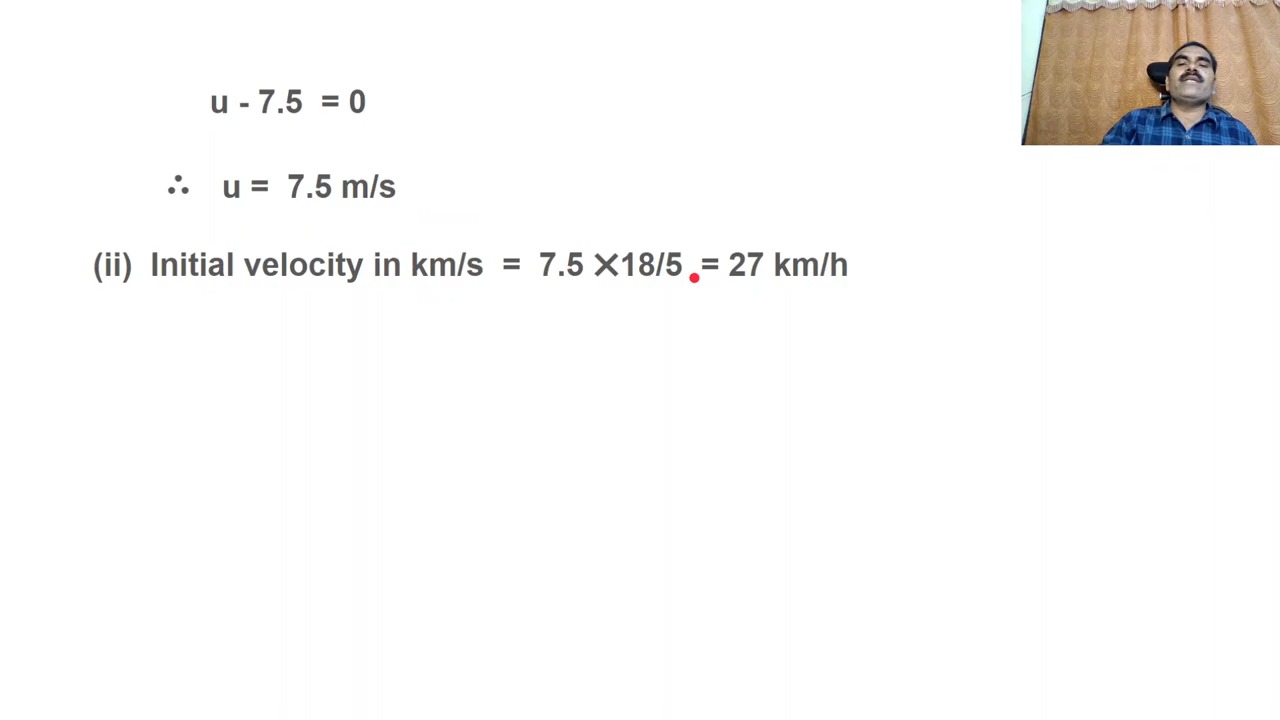 u - 7.5 = 0
∴ u = 7.5 m/s
(ii) Initial velocity in km/s = 7.5 ×18/5 = 27 km/h